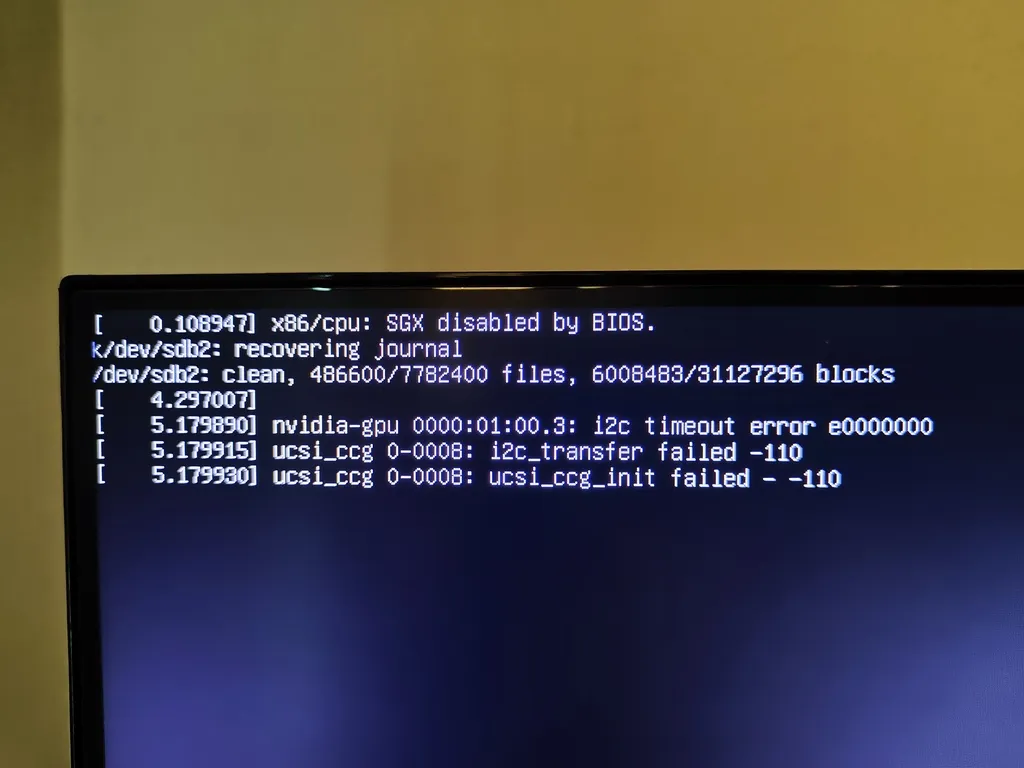 [    0.108947] x86/cpu: SGX disabled by BIOS.
k/dev/sdb2: recovering journal
/dev/sdb2: clean, 486600/7782400 files, 6008483/31127296 blocks
[    4.297007]
[    5.179890] nvidia-gpu 0000:01:00.3: i2c timeout error e0000000
[    5.179915] ucsi_ccg 0-0008: i2c_transfer failed -110
[    5.179930] ucsi_ccg 0-0008: ucsi_ccg_init failed - -110